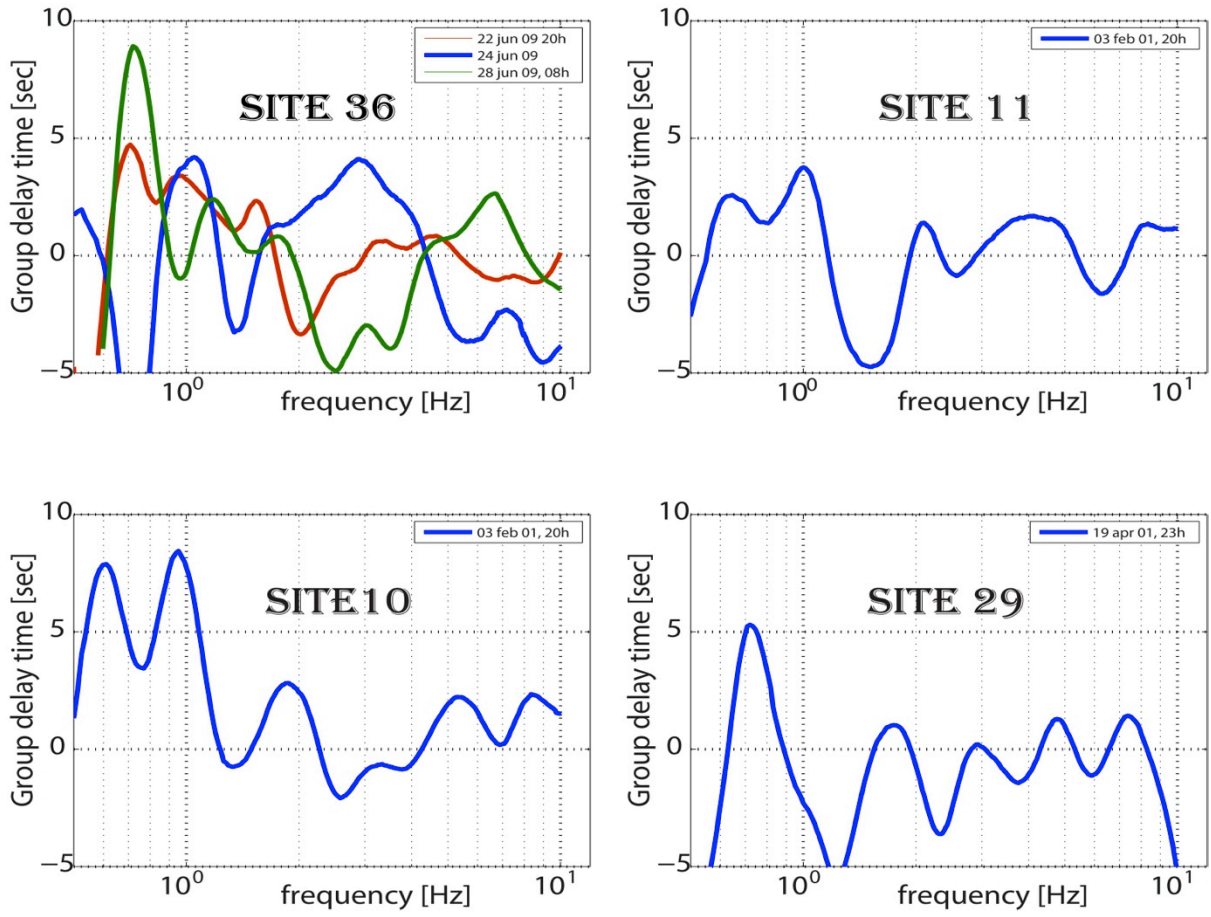 10
5
0
−5
Group delay time [sec]
22 jun 09 20h
24 jun 09
28 jun 09, 08h
SITE 36
10⁰
10¹
frequency [Hz]
10
5
0
−5
Group delay time [sec]
03 feb 01, 20h
SITE 11
10⁰
10¹
frequency [Hz]
10
5
0
−5
Group delay time [sec]
03 feb 01, 20h
SITE10
10⁰
10¹
frequency [Hz]
10
5
0
−5
Group delay time [sec]
19 apr 01, 23h
SITE 29
10⁰
10¹
frequency [Hz]